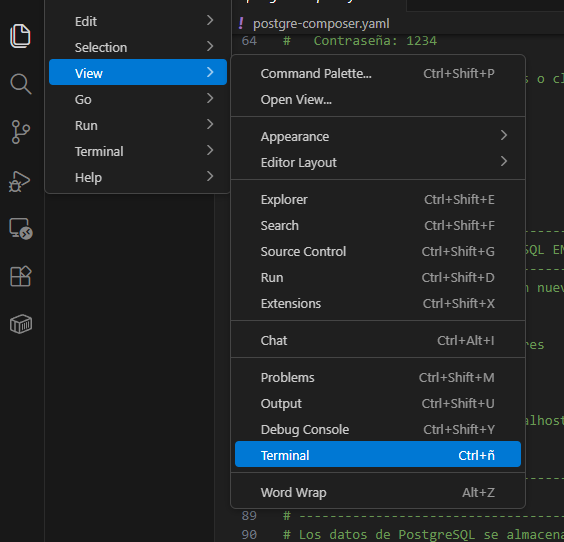 postgre-composer.yaml
64 # Contraseña: 1234
Edit
Selection
View
Go
Run
Terminal
Help
Command Palette... Ctrl+Shift+P
Open View...
Appearance
Editor Layout
Explorer Ctrl+Shift+E
Search Ctrl+Shift+F
Source Control Ctrl+Shift+G
Run Ctrl+Shift+D
Extensions Ctrl+Shift+X
Chat Ctrl+Alt+I
Problems Ctrl+Shift+M
Output Ctrl+Shift+U
Debug Console Ctrl+Shift+Y
Terminal Ctrl+ñ
Word Wrap Alt+Z
s o cl
SQL EN
n nuev
res
alhost
89 # -----------------------------------
90 # Los datos de PostgreSQL se almacena